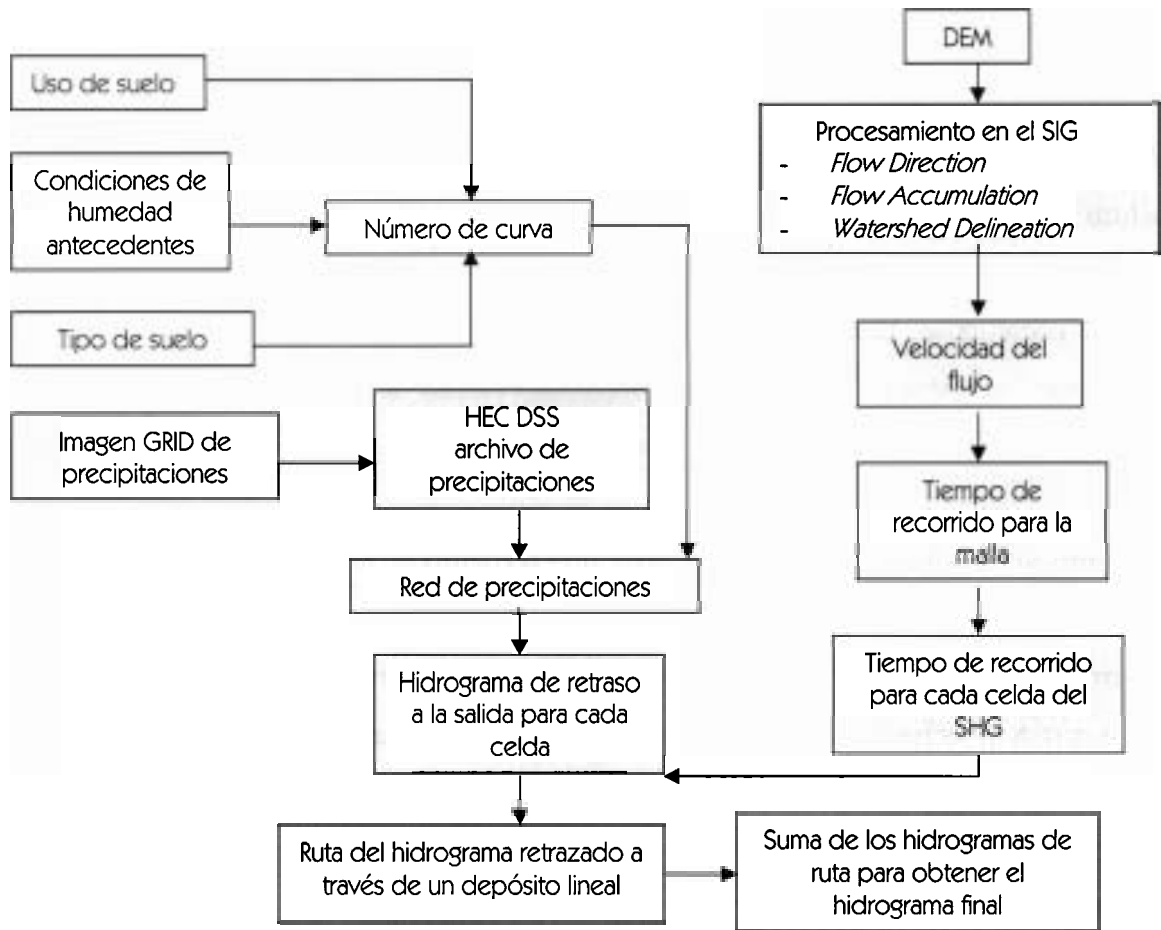 DEM
Uso de suelo
Procesamiento en el SIG
- Flow Direction
- Flow Accumulation
- Watershed Delineation
Condiciones de
humedad
antecedentes
Número de curva
Tipo de suelo
Velocidad del
flujo
Imagen GRID de
precipitaciones
HEC DSS
archivo de
precipitaciones
Tiempo de
recorrido para la
malla
Red de precipitaciones
Hidrograma de retraso
a la salida para cada
celda
Tiempo de recorrido
para cada celda del
SHG
Ruta del hidrograma retrazado a
través de un depósito lineal
Suma de los hidrogramas de
ruta para obtener el
hidrograma final